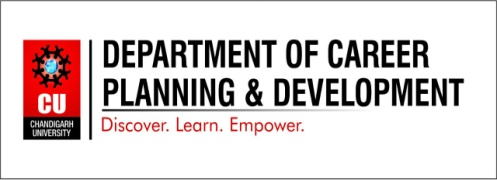 CU
CHANDIGARH
UNIVERSITY
DEPARTMENT OF CAREER
PLANNING & DEVELOPMENT
Discover. Learn. Empower.